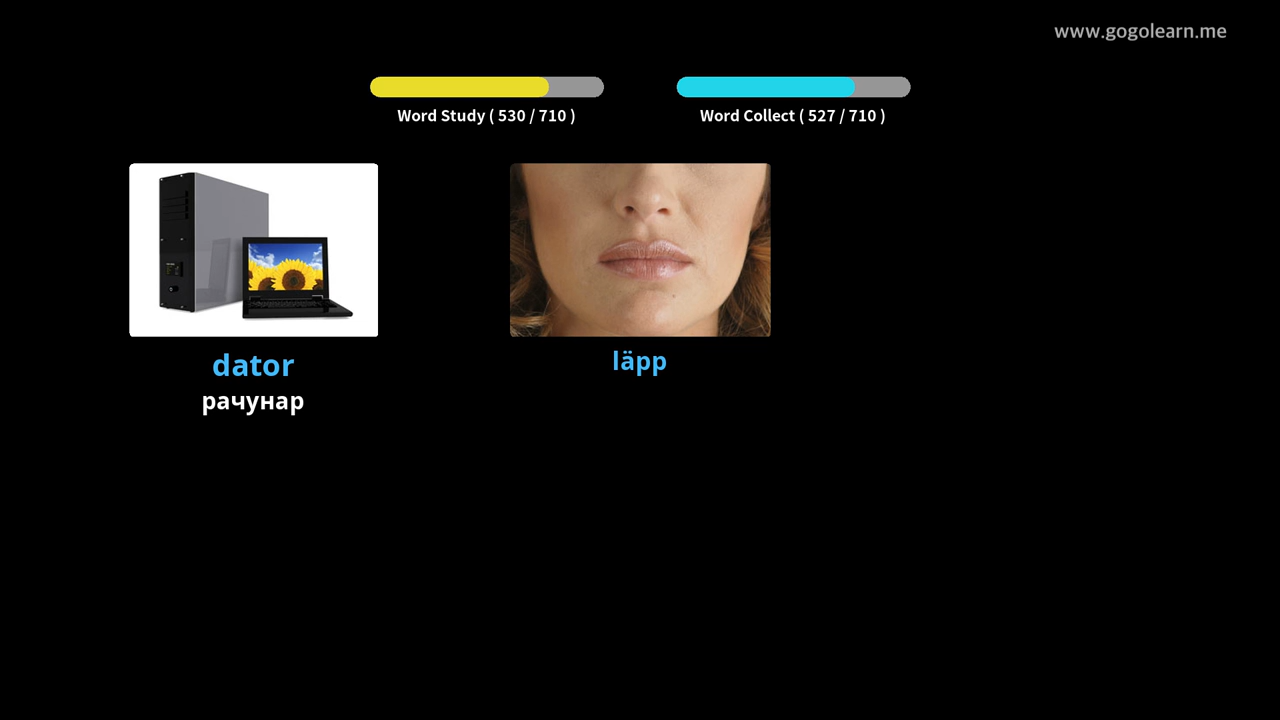 www.gogolearn.me
Word Study ( 530 / 710 )
Word Collect ( 527 / 710 )
dator
рачунар
läpp